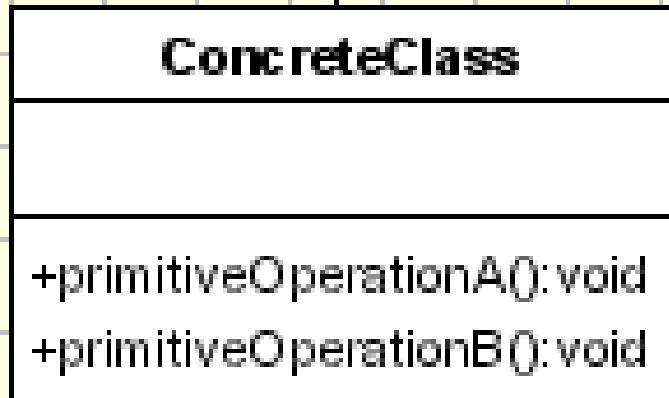 ConcreteClass
+primitiveOperationA():void
+primitiveOperationB():void